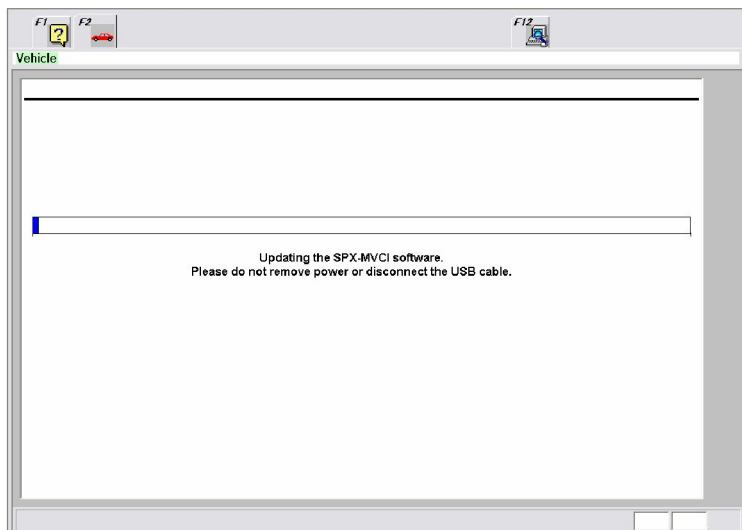 F1 F2 F12
Vehicle
Updating the SPX-MVCI software.
Please do not remove power or disconnect the USB cable.